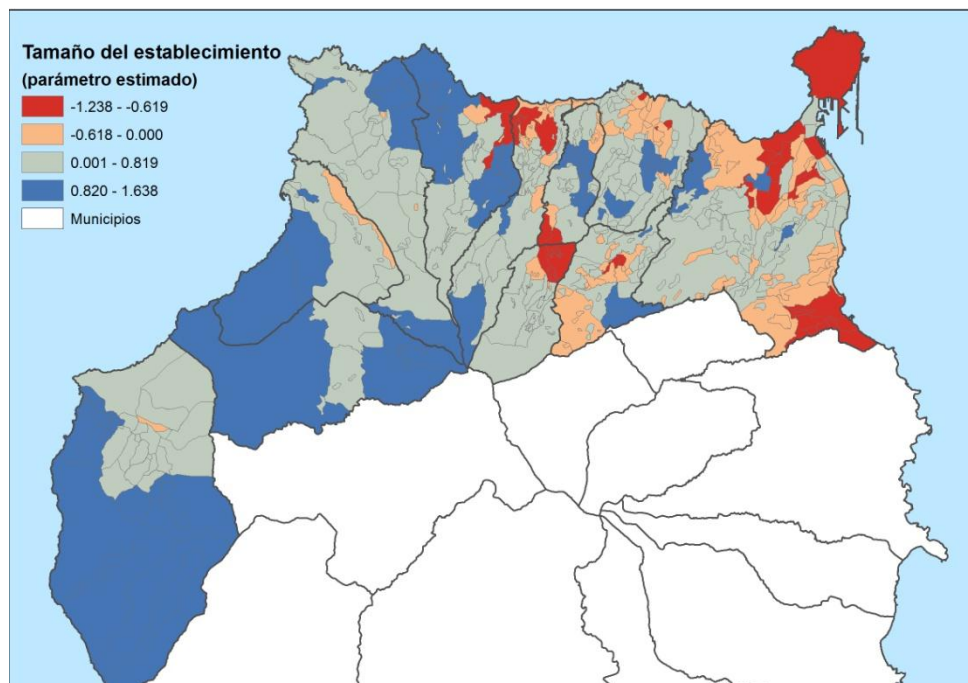 Tamaño del establecimiento
(parámetro estimado)
-1.238 - -0.619
-0.618 - 0.000
0.001 - 0.819
0.820 - 1.638
Municipios